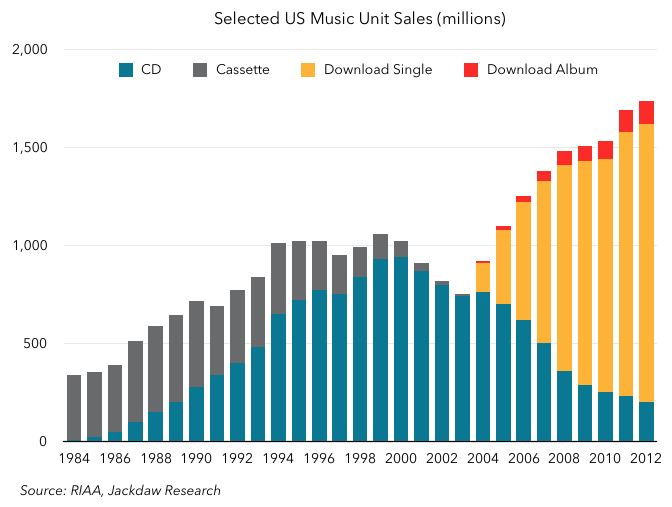 Selected US Music Unit Sales (millions)
2,000
CD Cassette Download Single Download Album
1,500
1,000
500
0
1984 1986 1988 1990 1992 1994 1996 1998 2000 2002 2004 2006 2008 2010 2012
Source: RIAA, Jackdaw Research